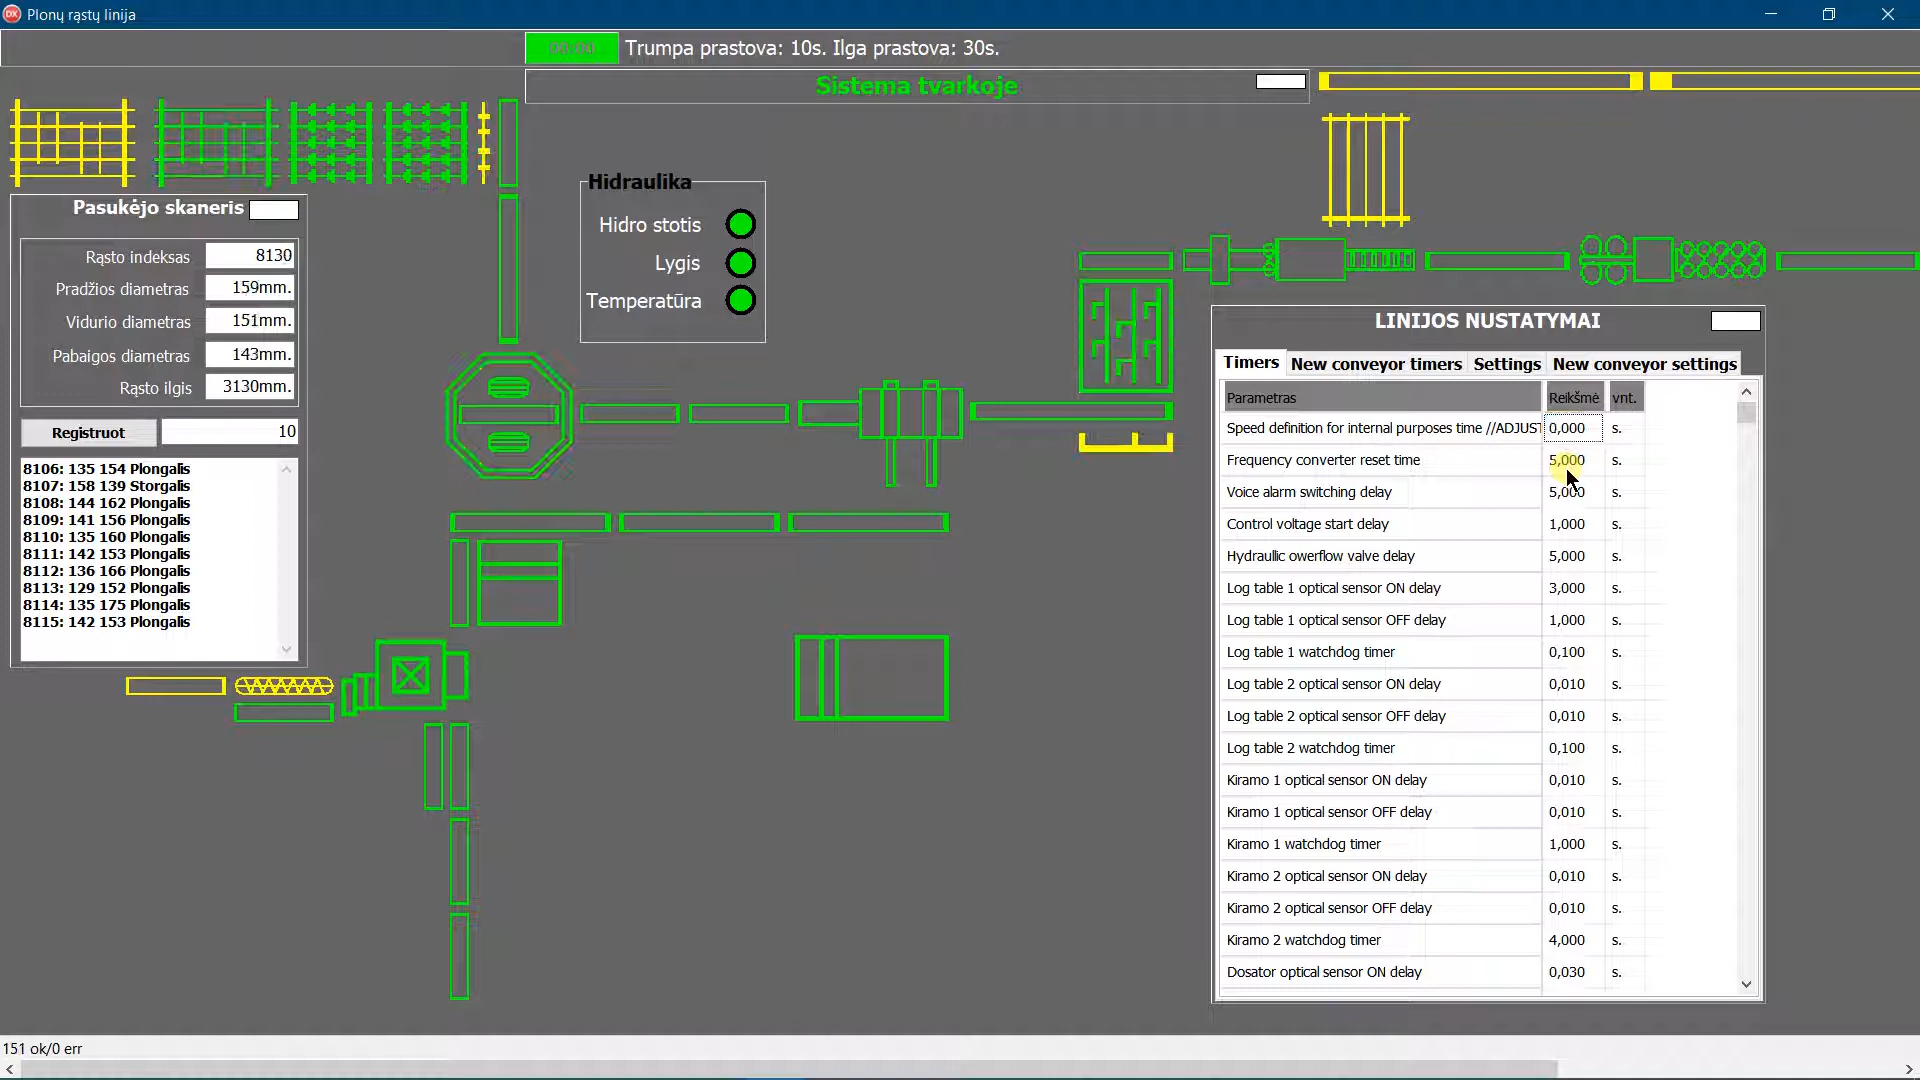 Plonų rąstų linija
00:00
Trumpa prastova: 10s. Ilga prastova: 30s.
Sistema tvarkoje
Pasukėjo skaneris
Rąsto indeksas 8130
Pradžios diametras 159mm.
Vidurio diametras 151mm.
Pabaigos diametras 143mm.
Rąsto ilgis 3130mm.
Registruot 10
8106: 135 154 Plongalis
8107: 158 139 Storgalis
8108: 144 162 Plongalis
8109: 141 156 Plongalis
8110: 135 160 Plongalis
8111: 142 153 Plongalis
8112: 136 166 Plongalis
8113: 129 152 Plongalis
8114: 135 175 Plongalis
8115: 142 153 Plongalis
Hidraulika
Hidro stotis
Lygis
Temperatūra
LINIJOS NUSTATYMAI
Timers New conveyor timers Settings New conveyor settings
Parametras Reikšmė vnt.
Speed definition for internal purposes time //ADJUST 0,000 s.
Frequency converter reset time 5,000 s.
Voice alarm switching delay 5,000 s.
Control voltage start delay 1,000 s.
Hydraullic owerflow valve delay 5,000 s.
Log table 1 optical sensor ON delay 3,000 s.
Log table 1 optical sensor OFF delay 1,000 s.
Log table 1 watchdog timer 0,100 s.
Log table 2 optical sensor ON delay 0,010 s.
Log table 2 optical sensor OFF delay 0,010 s.
Log table 2 watchdog timer 0,100 s.
Kiramo 1 optical sensor ON delay 0,010 s.
Kiramo 1 optical sensor OFF delay 0,010 s.
Kiramo 1 watchdog timer 1,000 s.
Kiramo 2 optical sensor ON delay 0,010 s.
Kiramo 2 optical sensor OFF delay 0,010 s.
Kiramo 2 watchdog timer 4,000 s.
Dosator optical sensor ON delay 0,030 s.
151 ok/0 err